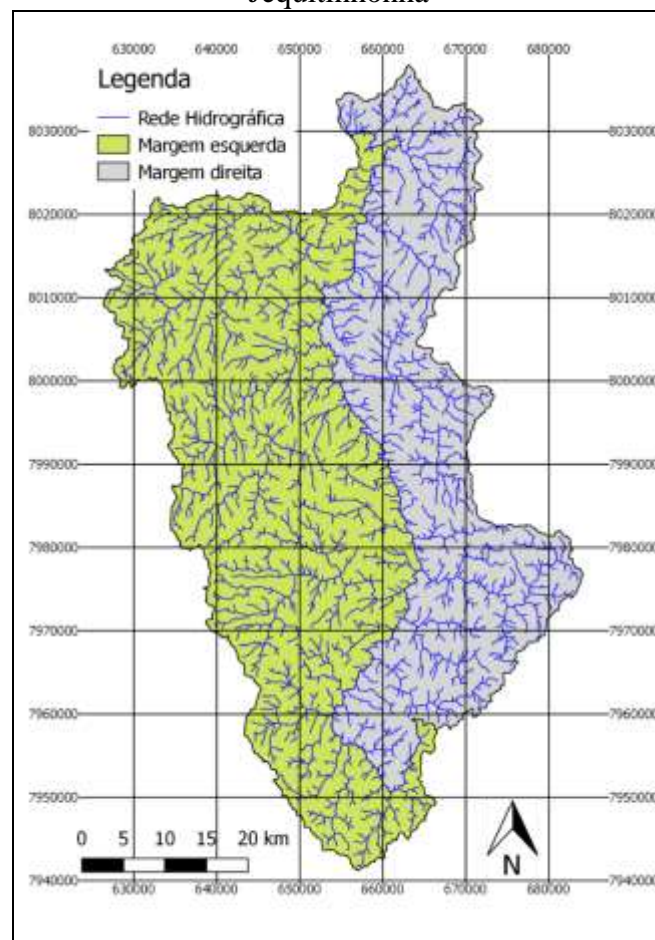 Jequitinhonha
630000 640000 650000 660000 670000 680000
Legenda
Rede Hidrográfica
Margem esquerda
Margem direita
8030000 8030000
8020000 8020000
8010000 8010000
8000000 8000000
7990000 7990000
7980000 7980000
7970000 7970000
7960000 7960000
7950000 7950000
0 5 10 15 20 km
N
7940000 7940000
630000 640000 650000 660000 670000 680000